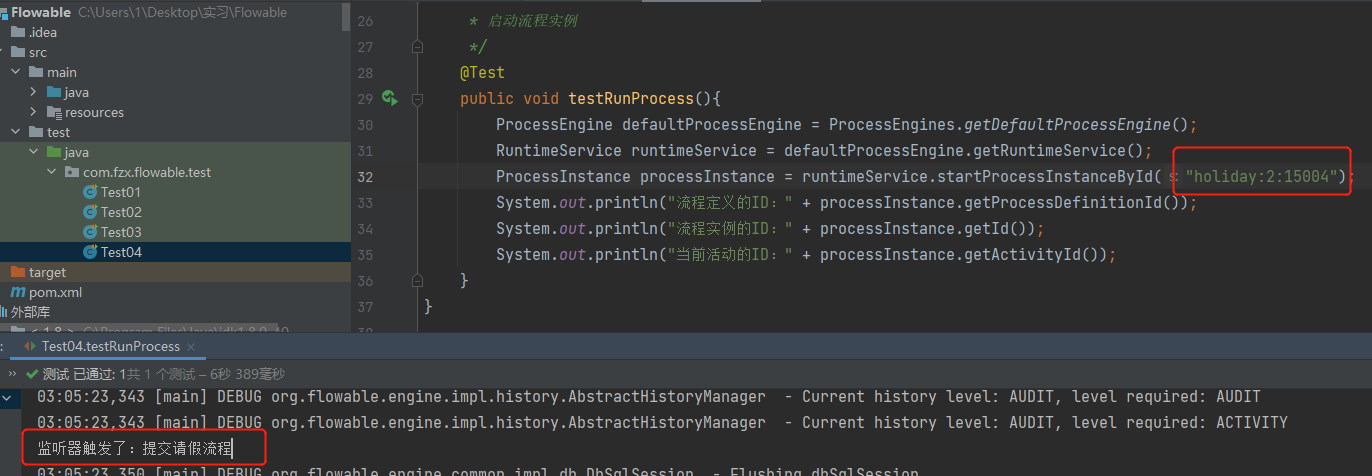 Flowable C:\Users\1\Desktop\实习\Flowable
.idea
src
main
java
resources
test
java
com.fzx.flowable.test
Test01
Test02
Test03
Test04
target
pom.xml
外部库
26 * 启动流程实例
27 */
28 @Test
29 public void testRunProcess(){
30 ProcessEngine defaultProcessEngine = ProcessEngines.getDefaultProcessEngine();
31 RuntimeService runtimeService = defaultProcessEngine.getRuntimeService();
32 ProcessInstance processInstance = runtimeService.startProcessInstanceById( s: "holiday:2:15004");
33 System.out.println("流程定义的ID：" + processInstance.getProcessDefinitionId());
34 System.out.println("流程实例的ID：" + processInstance.getId());
35 System.out.println("当前活动的ID：" + processInstance.getActivityId());
36 }
37 }
: Test04.testRunProcess ×
» 测试 已通过: 1共 1 个测试 – 6秒 389毫秒
03:05:23,343 [main] DEBUG org.flowable.engine.impl.history.AbstractHistoryManager - Current history level: AUDIT, level required: AUDIT
03:05:23,343 [main] DEBUG org.flowable.engine.impl.history.AbstractHistoryManager - Current history level: AUDIT, level required: ACTIVITY
监听器触发了：提交请假流程
03:05:23,350 [main] DEBUG org.flowable.common.engine.impl.db.DbSqlSession - Flushing dbSqlSession